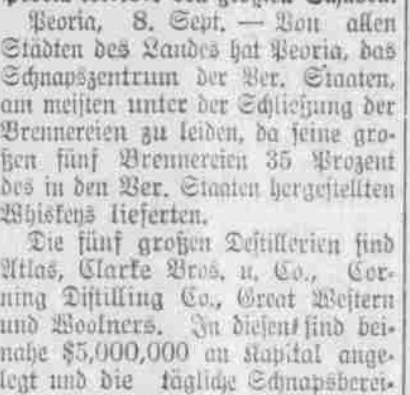 Peoria, 8. Sept. — Von allen
Städten des Landes hat Peoria, das
Schnapszentrum der Ver. Staaten,
am meisten unter der Schließung der
Brennereien zu leiden, da seine gro-
ßen fünf Brennereien 35 Prozent
des in den Ver. Staaten hergestellten
Whiskeys lieferten.
Die fünf großen Destillerien sind
Atlas, Clarke Bros. u. Co., Cor-
ning Distilling Co., Great Western
und Woolners. In diesen sind bei-
nahe $5,000,000 an Kapital ange-
legt und die tägliche Schnapsberei-